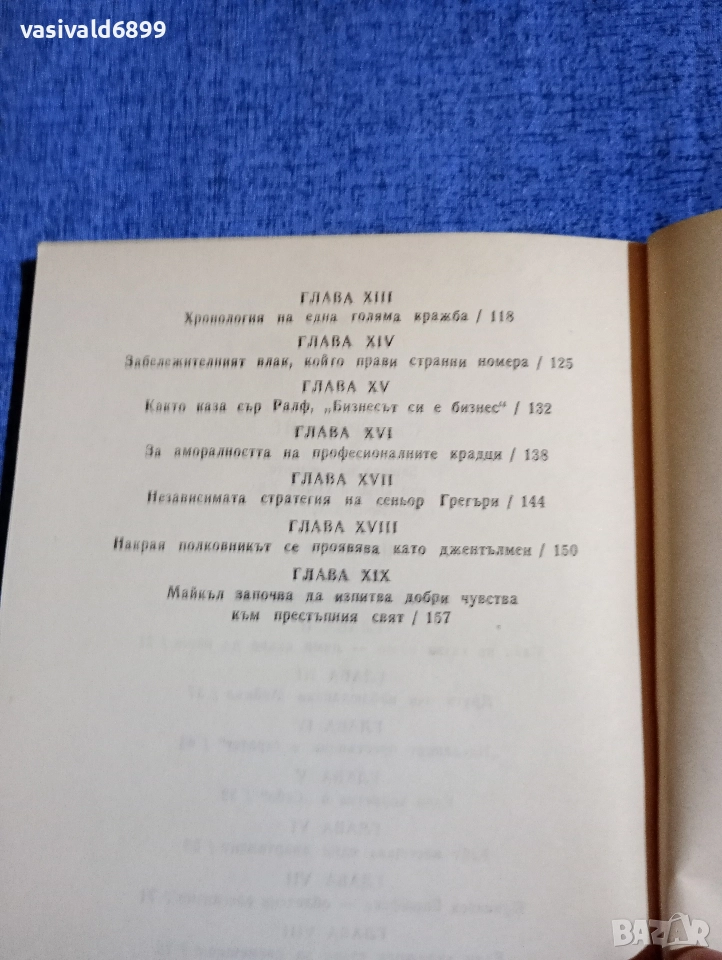 vasivald6899
ГЛАВА XIII
Хронология на една голяма кражба / 118
ГЛАВА XIV
Забележителният влак, който прави странни номера / 125
ГЛАВА XV
Както каза сър Ралф, „Бизнесът си е бизнес“ / 132
ГЛАВА XVI
За аморалността на професионалните крадци / 138
ГЛАВА XVII
Независимата стратегия на сеньор Грегъри / 144
ГЛАВА XVIII
Накрая полковникът се проявява като джентълмен / 150
ГЛАВА XIX
Майкъл започва да изпитва добри чувства
към престъпния свят / 157
BAZAR